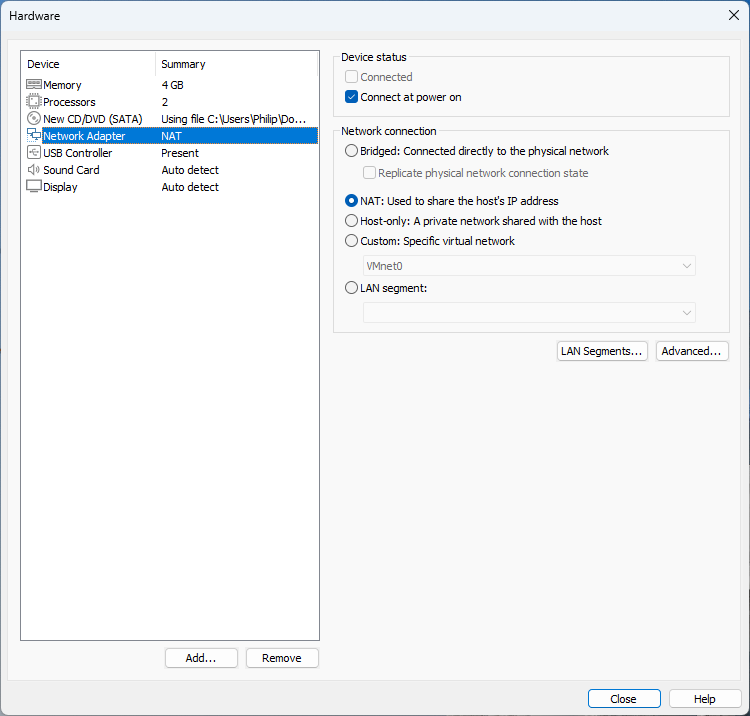 Hardware
Device Summary
Memory 4 GB
Processors 2
New CD/DVD (SATA) Using file C:\Users\Philip\Do...
Network Adapter NAT
USB Controller Present
Sound Card Auto detect
Display Auto detect
Add... Remove
Device status
Connected
Connect at power on
Network connection
Bridged: Connected directly to the physical network
Replicate physical network connection state
NAT: Used to share the host's IP address
Host-only: A private network shared with the host
Custom: Specific virtual network
VMnet0
LAN segment:
LAN Segments... Advanced...
Close Help